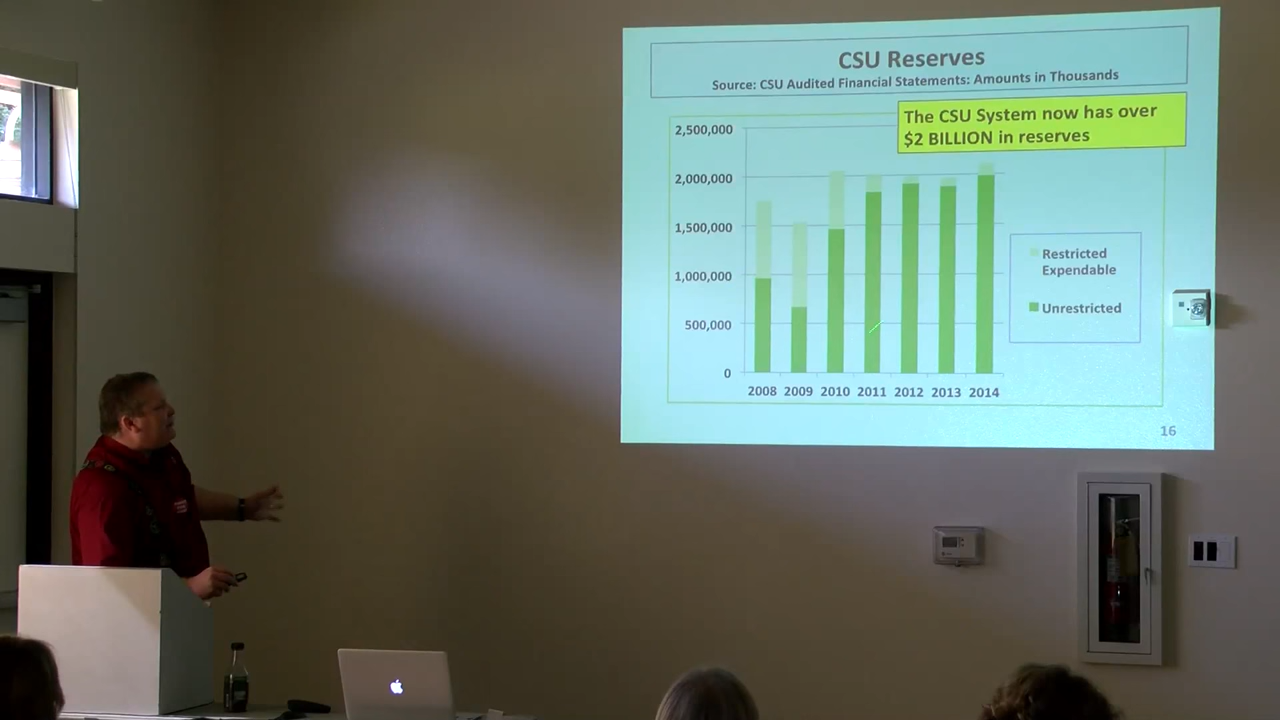 CSU Reserves
Source: CSU Audited Financial Statements: Amounts in Thousands
The CSU System now has over
$2 BILLION in reserves
2,500,000
2,000,000
1,500,000
1,000,000
500,000
0
2008 2009 2010 2011 2012 2013 2014
Restricted
Expendable
Unrestricted
16